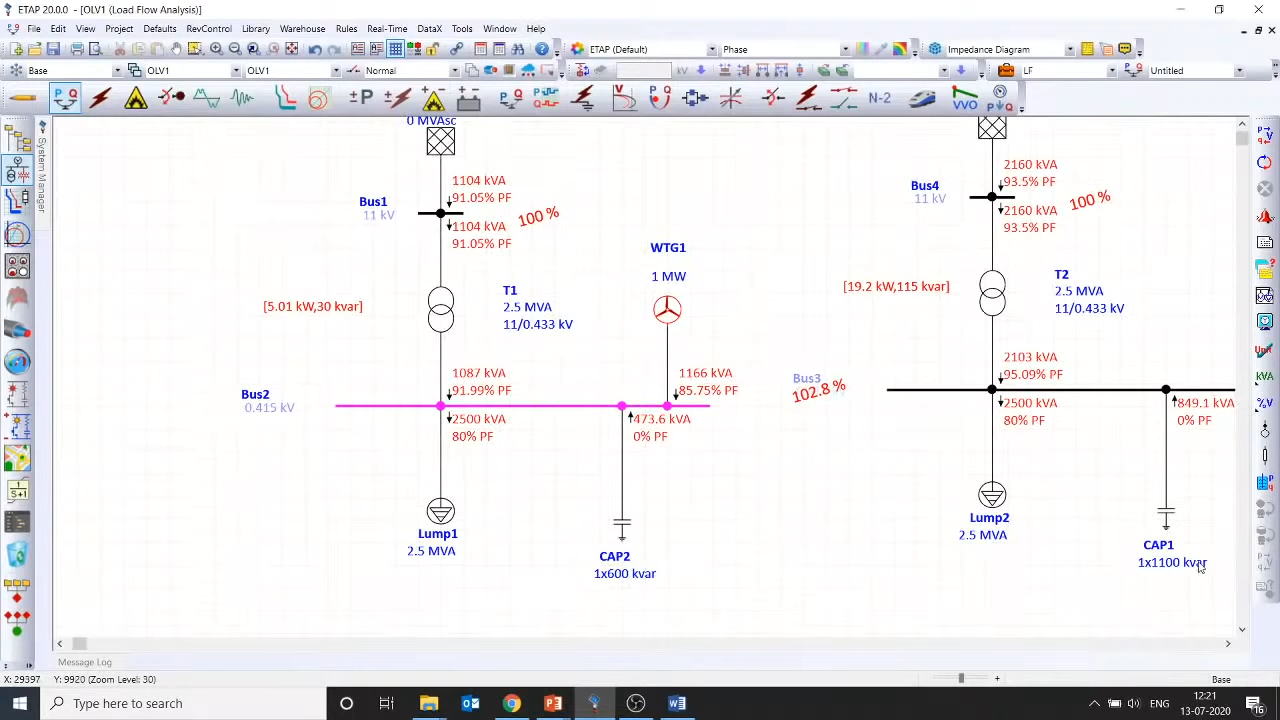 ETAP 20.0.0 - [OLV1 (Load Flow Analysis)]
File Edit View Project Defaults RevControl Library Warehouse Rules Real-Time DataX Tools Window Help
ETAP (Default) Phase Impedance Diagram
Base OLV1 OLV1 Normal kV LF Untitled
N-2 VVO
System Manager
0 MVAsc
1104 kVA
91.05% PF
Bus1
11 kV
1104 kVA
91.05% PF
100 %
T1
2.5 MVA
11/0.433 kV
[5.01 kW,30 kvar]
WTG1
1 MW
1087 kVA
91.99% PF
1166 kVA
85.75% PF
Bus2
0.415 kV
2500 kVA
80% PF
473.6 kVA
0% PF
Lump1
2.5 MVA
CAP2
1x600 kvar
2160 kVA
93.5% PF
Bus4
11 kV
2160 kVA
93.5% PF
100 %
T2
2.5 MVA
11/0.433 kV
[19.2 kW,115 kvar]
2103 kVA
95.09% PF
Bus3
102.8 %
2500 kVA
80% PF
849.1 kVA
0% PF
Lump2
2.5 MVA
CAP1
1x1100 kvar
kVA
%V
S+1
Message Log
X: 29397 Y: 9920 (Zoom Level: 30) Base
Type here to search
ENG
12:21
13-07-2020
16